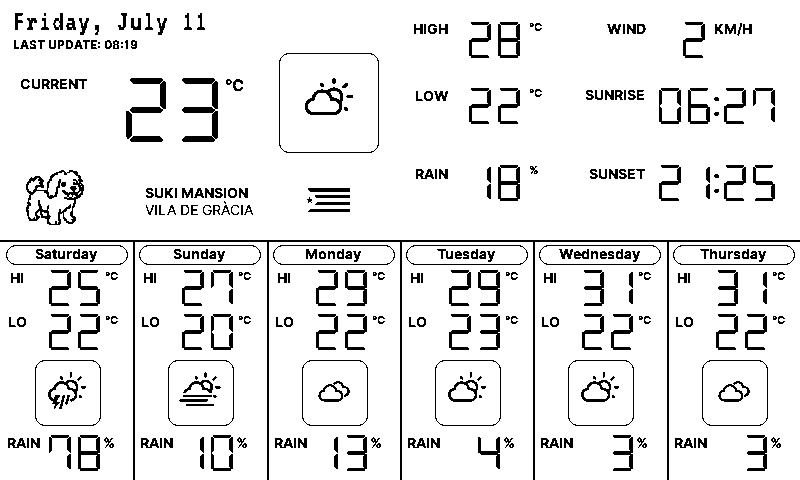 Friday, July 11
LAST UPDATE: 08:19
CURRENT 23 °C
HIGH 28 °C
WIND 2 KM/H
LOW 22 °C
SUNRISE 06:27
RAIN 18 %
SUNSET 21:25
SUKI MANSION
VILA DE GRÀCIA
Saturday
HI 25 °C
LO 22 °C
RAIN 78 %
Sunday
HI 27 °C
LO 20 °C
RAIN 10 %
Monday
HI 29 °C
LO 22 °C
RAIN 13 %
Tuesday
HI 29 °C
LO 23 °C
RAIN 4 %
Wednesday
HI 31 °C
LO 22 °C
RAIN 3 %
Thursday
HI 31 °C
LO 22 °C
RAIN 3 %